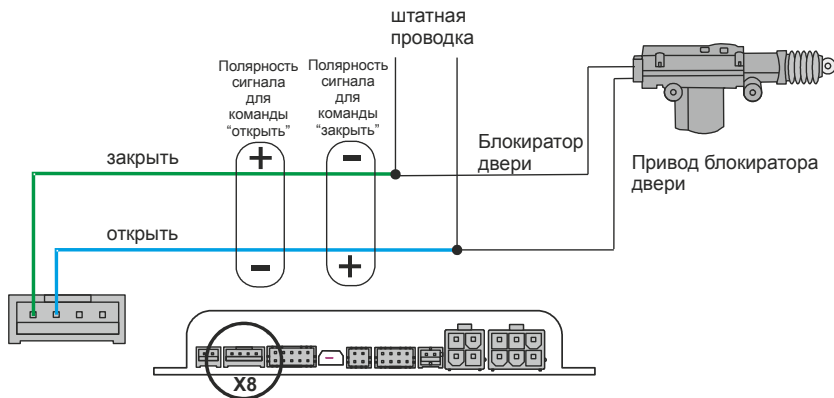 штатная
проводка
Полярность
сигнала
для
команды
“открыть”
Полярность
сигнала
для
команды
“закрыть”
+
−
закрыть
Блокиратор
двери
Привод блокиратора
двери
открыть
−
+
−
X8